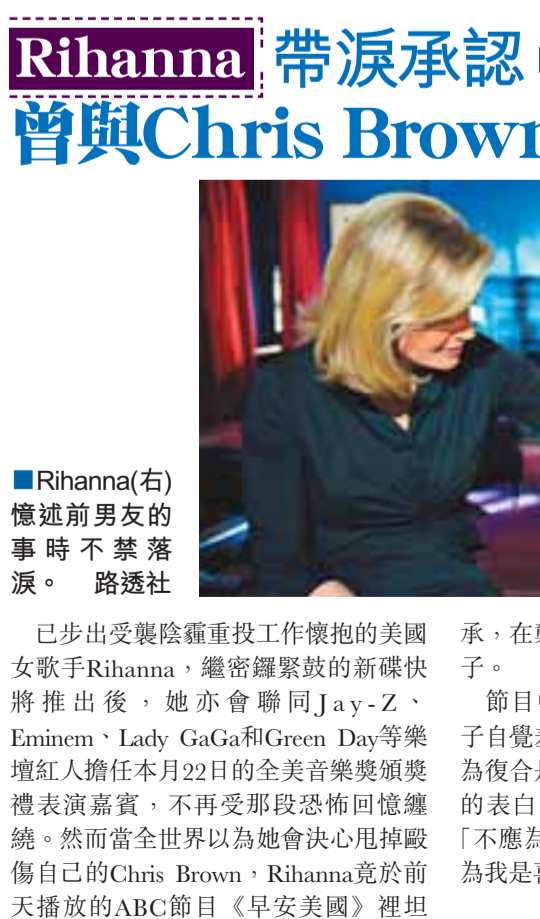 Rihanna 帶淚承認
曾與Chris Brown
■Rihanna(右)
憶述前男友的
事時不禁落
淚。 路透社
已步出受襲陰霾重投工作懷抱的美國
女歌手Rihanna，繼密鑼緊鼓的新碟快
將推出後，她亦會聯同Jay-Z、
Eminem、Lady GaGa和Green Day等樂
壇紅人擔任本月22日的全美音樂獎頒獎
禮表演嘉賓，不再受那段恐怖回憶纏
繞。然而當全世界以為她會決心甩掉毆
傷自己的Chris Brown，Rihanna竟於前
天播放的ABC節目《早安美國》裡坦
承，在
子。
節目
子自覺
為復合
的表白
「不應為
為我是